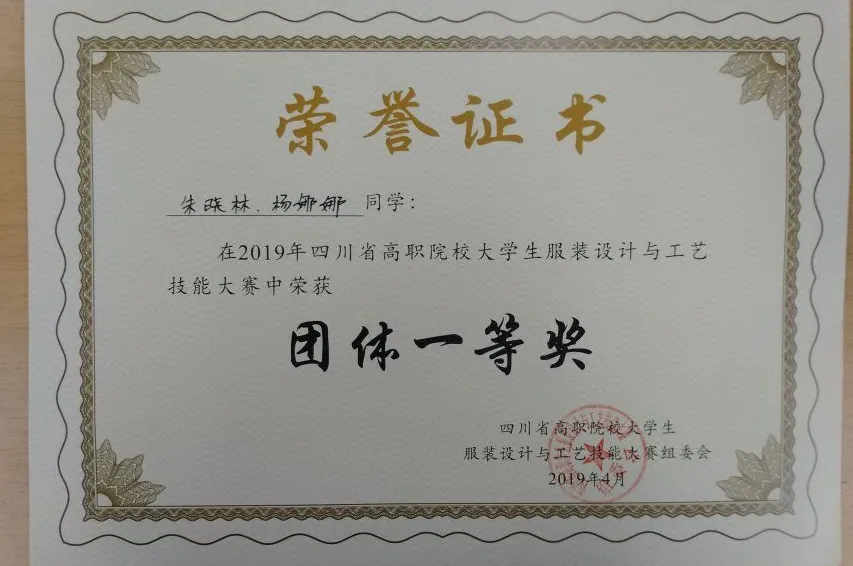 荣誉证书
朱晓林、杨娜娜 同学：
在2019年四川省高职院校大学生服装设计与工艺
技能大赛中荣获
团体一等奖
四川省高职院校大学生
服装设计与工艺技能大赛组委会
2019年4月